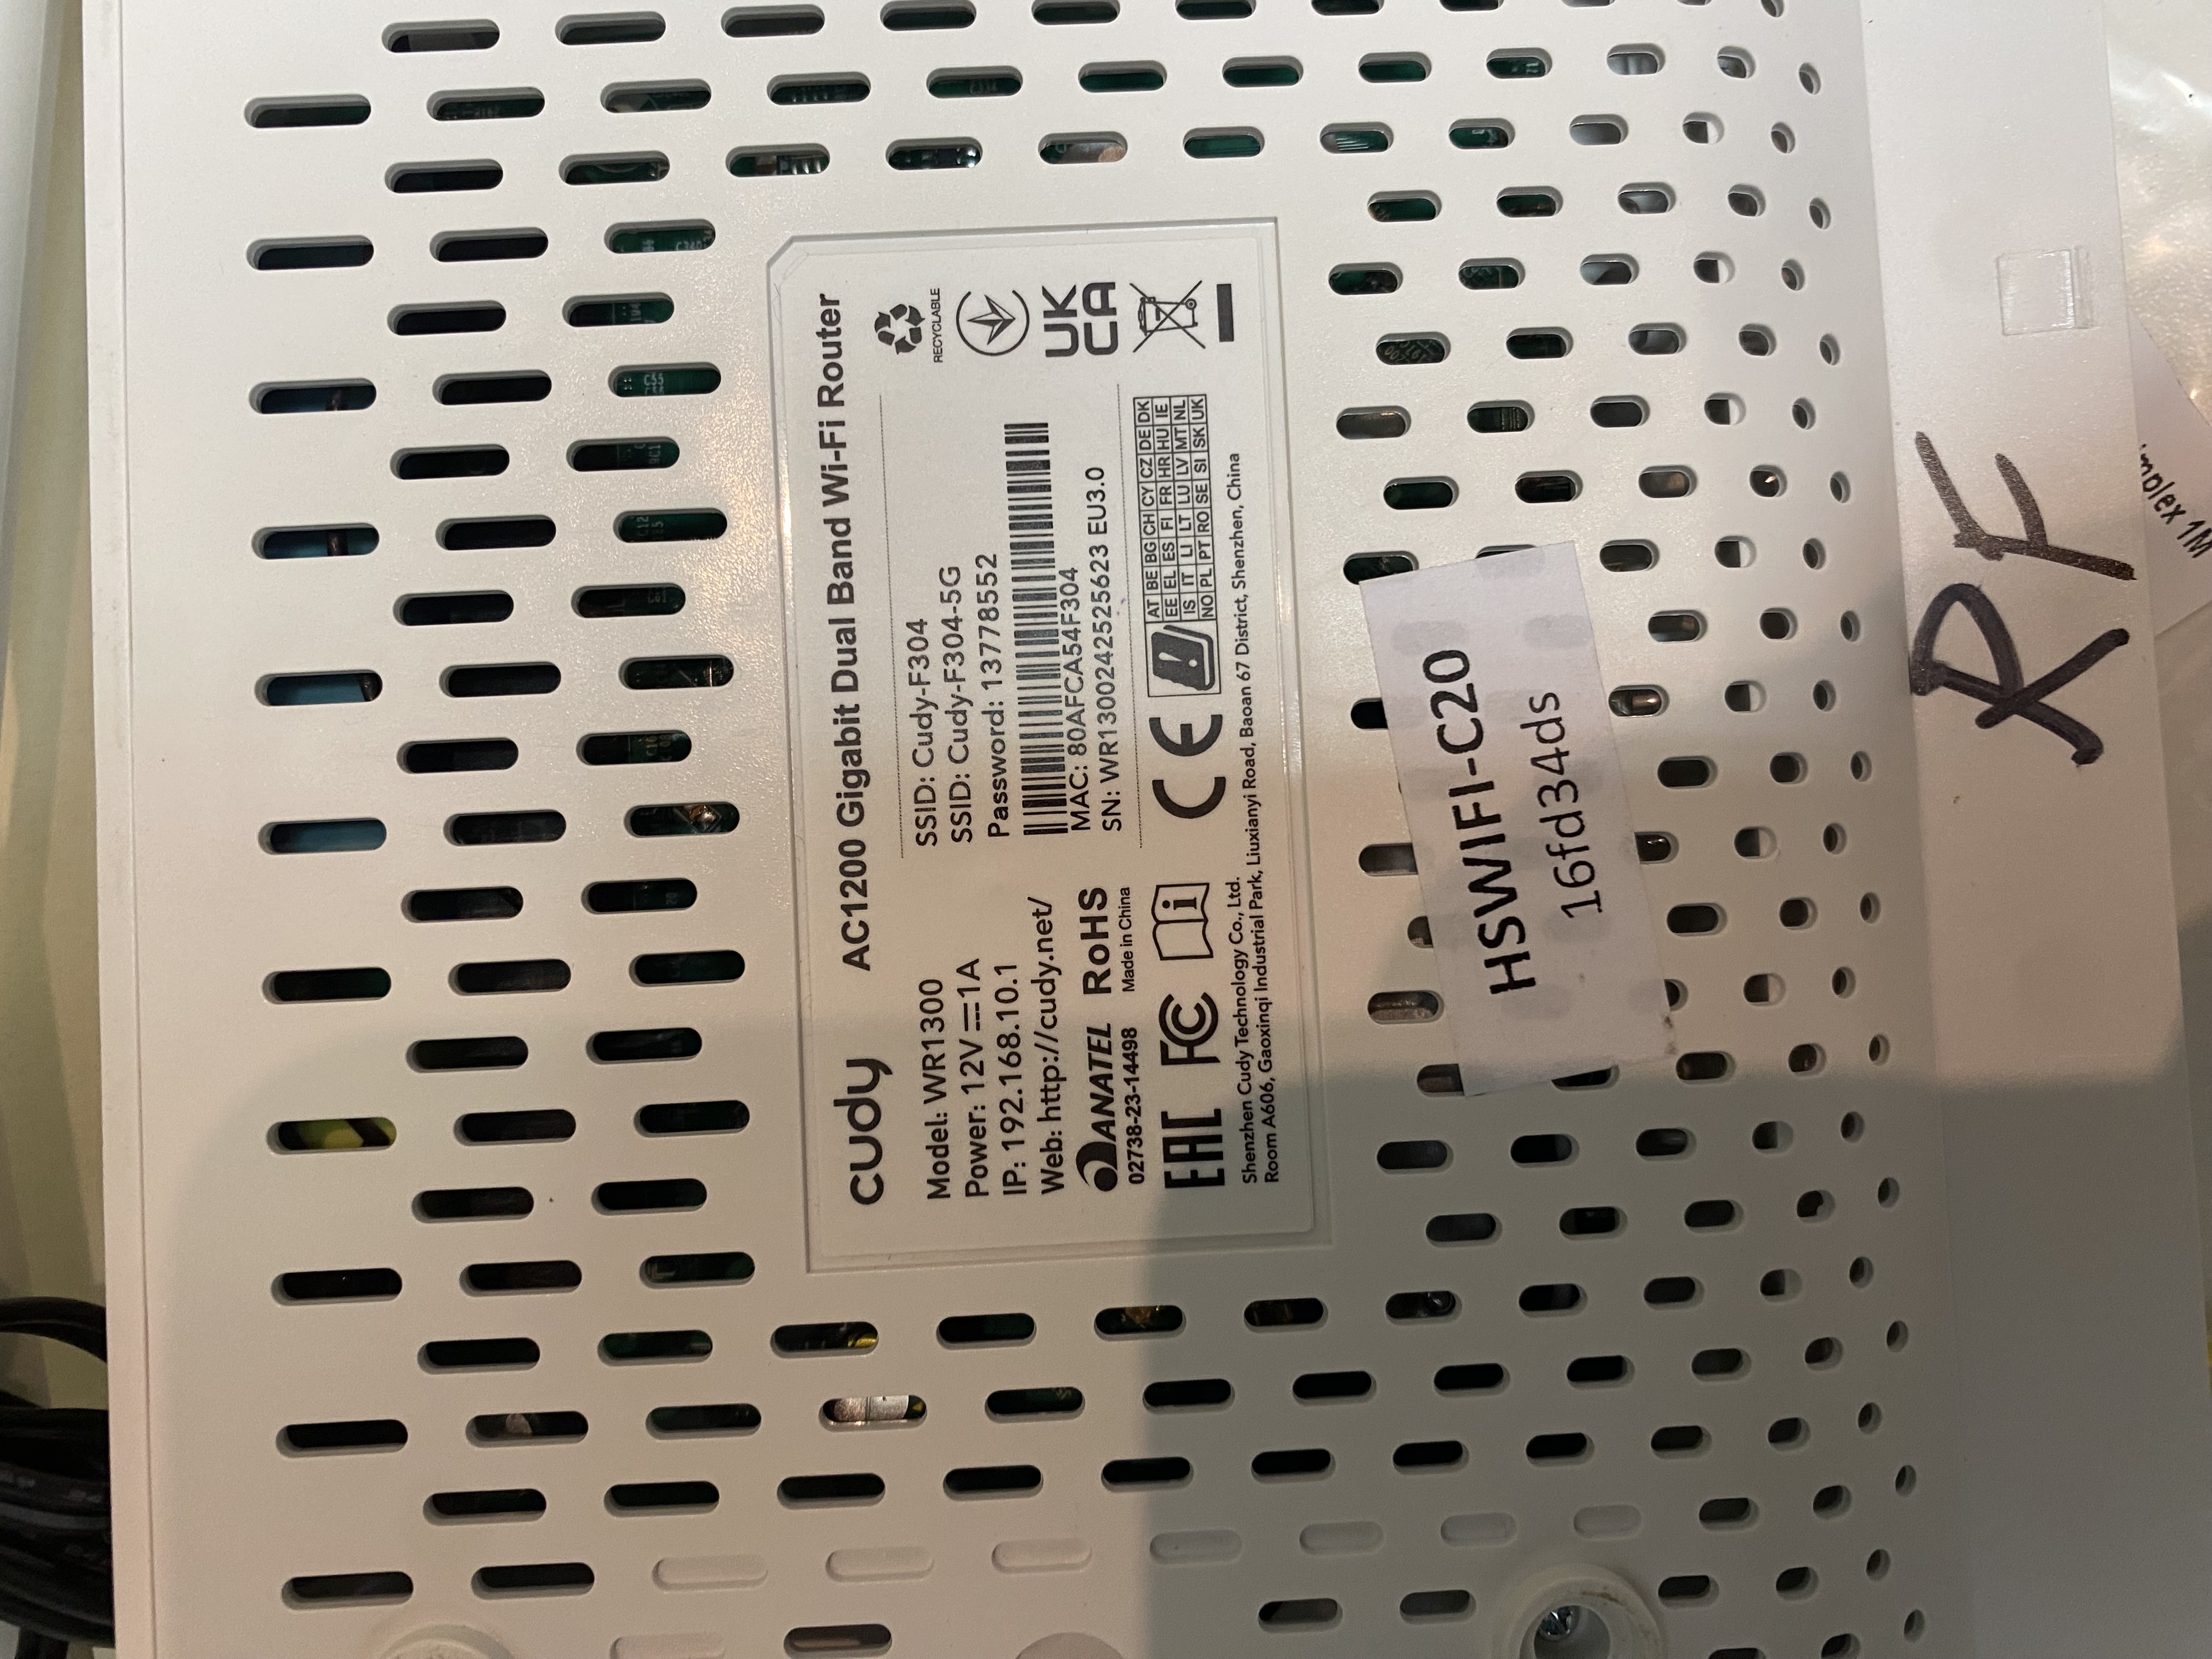 cudy
AC1200 Gigabit Dual Band Wi-Fi Router
Model: WR1300
Power: 12V⎓1A
IP: 192.168.10.1
Web: http://cudy.net/
ANATEL
02738-23-14498
RoHS
Made in China
EAC FC CE
SSID: Cudy-F304
SSID: Cudy-F304-5G
Password: 13778552
MAC: 80AFCA54F304
SN: WR1300242525623 EU3.0
RECYCLABLE
UK
CA
AT BE BG CH CY CZ DE DK
EE EL ES FI FR HR HU IE
IS IT LI LT LU LV MT NL
NO PL PT RO SE SI SK UK
Shenzhen Cudy Technology Co., Ltd.
Room A606, Gaoxinqi Industrial Park, Liuxianyi Road, Baoan 67 District, Shenzhen, China
HSWIFI-C20
16fd34ds
RF
1M